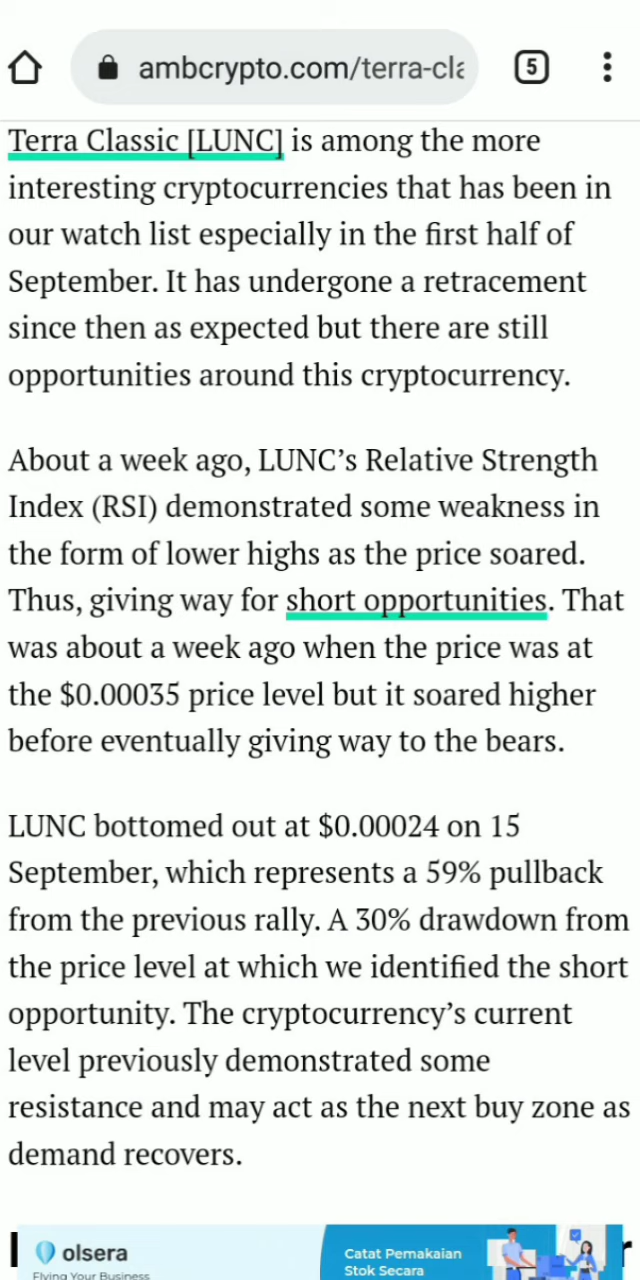 ambcrypto.com/terra-cla
5
Terra Classic [LUNC] is among the more
interesting cryptocurrencies that has been in
our watch list especially in the first half of
September. It has undergone a retracement
since then as expected but there are still
opportunities around this cryptocurrency.
About a week ago, LUNC’s Relative Strength
Index (RSI) demonstrated some weakness in
the form of lower highs as the price soared.
Thus, giving way for short opportunities. That
was about a week ago when the price was at
the $0.00035 price level but it soared higher
before eventually giving way to the bears.
LUNC bottomed out at $0.00024 on 15
September, which represents a 59% pullback
from the previous rally. A 30% drawdown from
the price level at which we identified the short
opportunity. The cryptocurrency’s current
level previously demonstrated some
resistance and may act as the next buy zone as
demand recovers.
olsera
Flying Your Business
Catat Pemakaian
Stok Secara